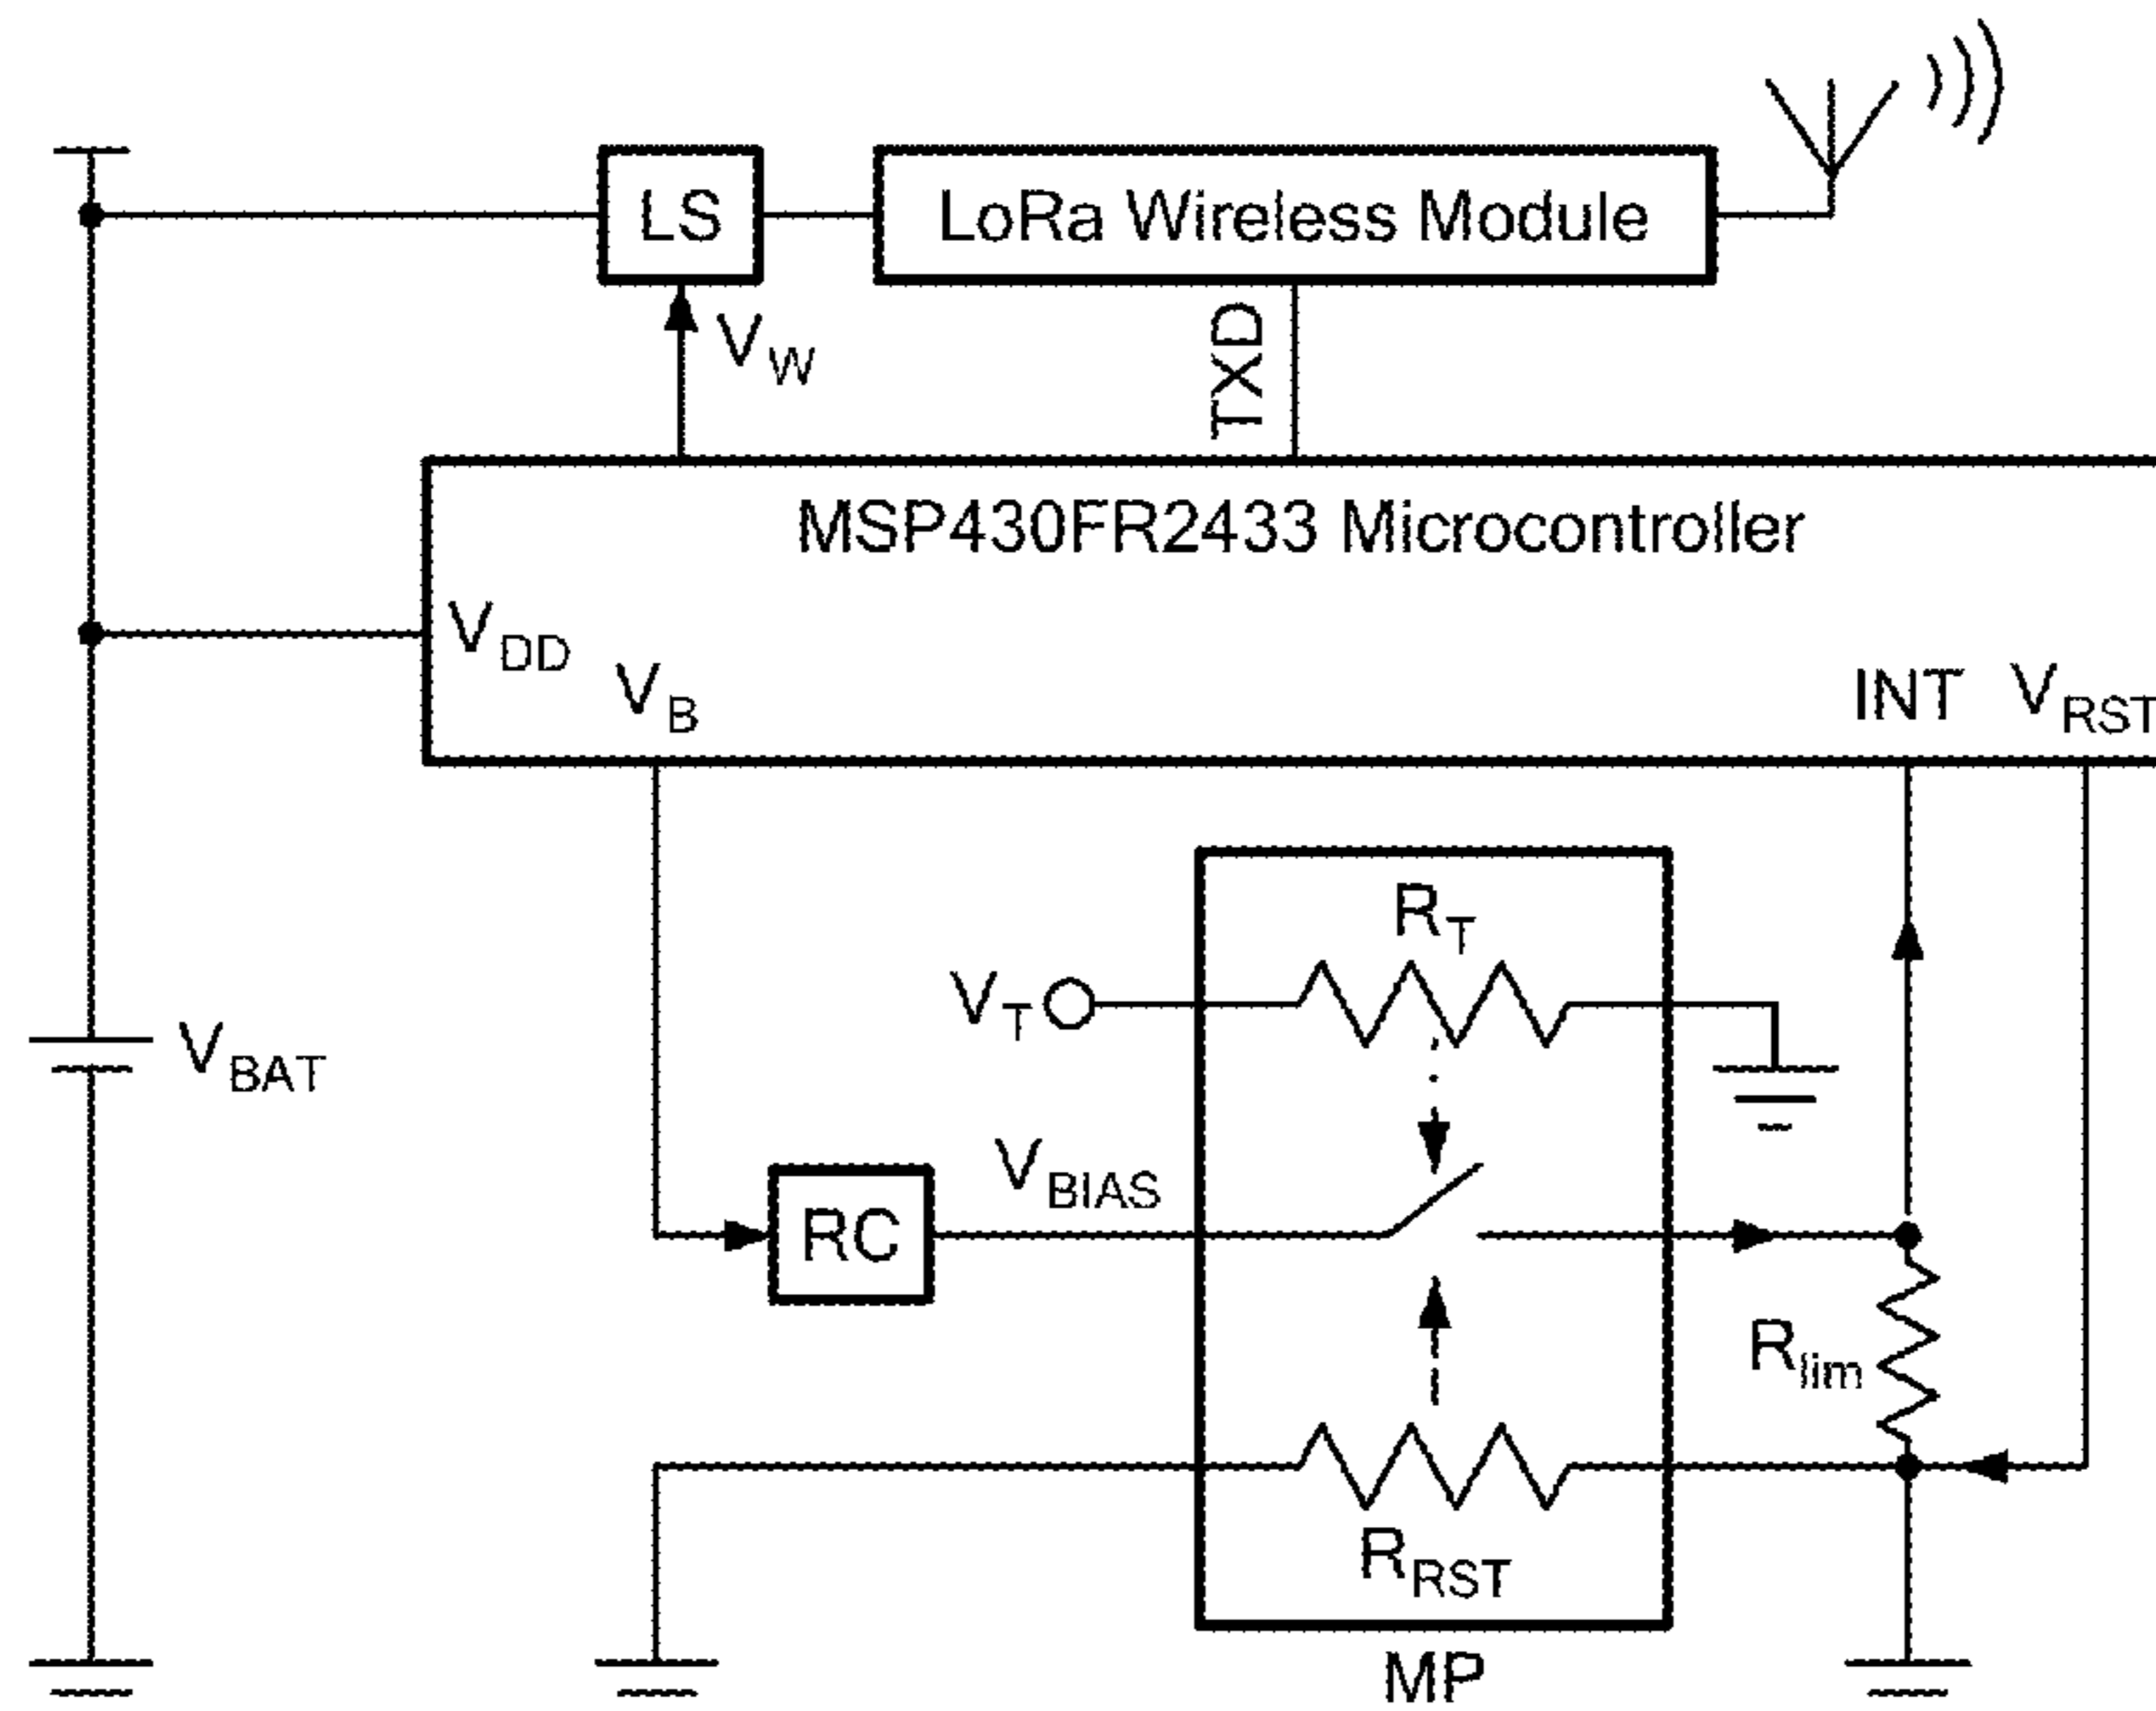 LS
LoRa Wireless Module
V_W
TXD
MSP430FR2433 Microcontroller
V_DD
V_B
INT
V_RST
R_T
V_T
V_BAT
V_BIAS
RC
R_lim
R_RST
MP